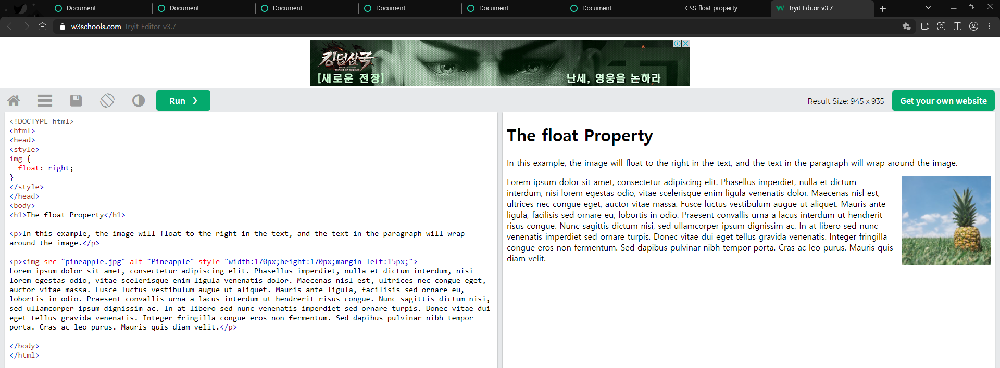 Document
Document
Document
Document
Document
Document
CSS float property
Tryit Editor v3.7
w3schools.com Tryit Editor v3.7
킹덤삼국
HONOR OF HEROES
[새로운 전장]
난세, 영웅을 논하라
Run ❯
Result Size: 945 x 935
Get your own website
<!DOCTYPE html>
<html>
<head>
<style>
img {
  float: right;
}
</style>
</head>
<body>
<h1>The float Property</h1>
<p>In this example, the image will float to the right in the text, and the text in the paragraph will wrap
around the image.</p>
<p><img src="pineapple.jpg" alt="Pineapple" style="width:170px;height:170px;margin-left:15px;">
Lorem ipsum dolor sit amet, consectetur adipiscing elit. Phasellus imperdiet, nulla et dictum interdum, nisi
lorem egestas odio, vitae scelerisque enim ligula venenatis dolor. Maecenas nisl est, ultrices nec congue eget,
auctor vitae massa. Fusce luctus vestibulum augue ut aliquet. Mauris ante ligula, facilisis sed ornare eu,
lobortis in odio. Praesent convallis urna a lacus interdum ut hendrerit risus congue. Nunc sagittis dictum nisi,
sed ullamcorper ipsum dignissim ac. In at libero sed nunc venenatis imperdiet sed ornare turpis. Donec vitae dui
eget tellus gravida venenatis. Integer fringilla congue eros non fermentum. Sed dapibus pulvinar nibh tempor
porta. Cras ac leo purus. Mauris quis diam velit.</p>
</body>
</html>
The float Property
In this example, the image will float to the right in the text, and the text in the paragraph will wrap around the image.
Lorem ipsum dolor sit amet, consectetur adipiscing elit. Phasellus imperdiet, nulla et dictum
interdum, nisi lorem egestas odio, vitae scelerisque enim ligula venenatis dolor. Maecenas nisl est,
ultrices nec congue eget, auctor vitae massa. Fusce luctus vestibulum augue ut aliquet. Mauris ante
ligula, facilisis sed ornare eu, lobortis in odio. Praesent convallis urna a lacus interdum ut hendrerit
risus congue. Nunc sagittis dictum nisi, sed ullamcorper ipsum dignissim ac. In at libero sed nunc
venenatis imperdiet sed ornare turpis. Donec vitae dui eget tellus gravida venenatis. Integer fringilla
congue eros non fermentum. Sed dapibus pulvinar nibh tempor porta. Cras ac leo purus. Mauris quis
diam velit.